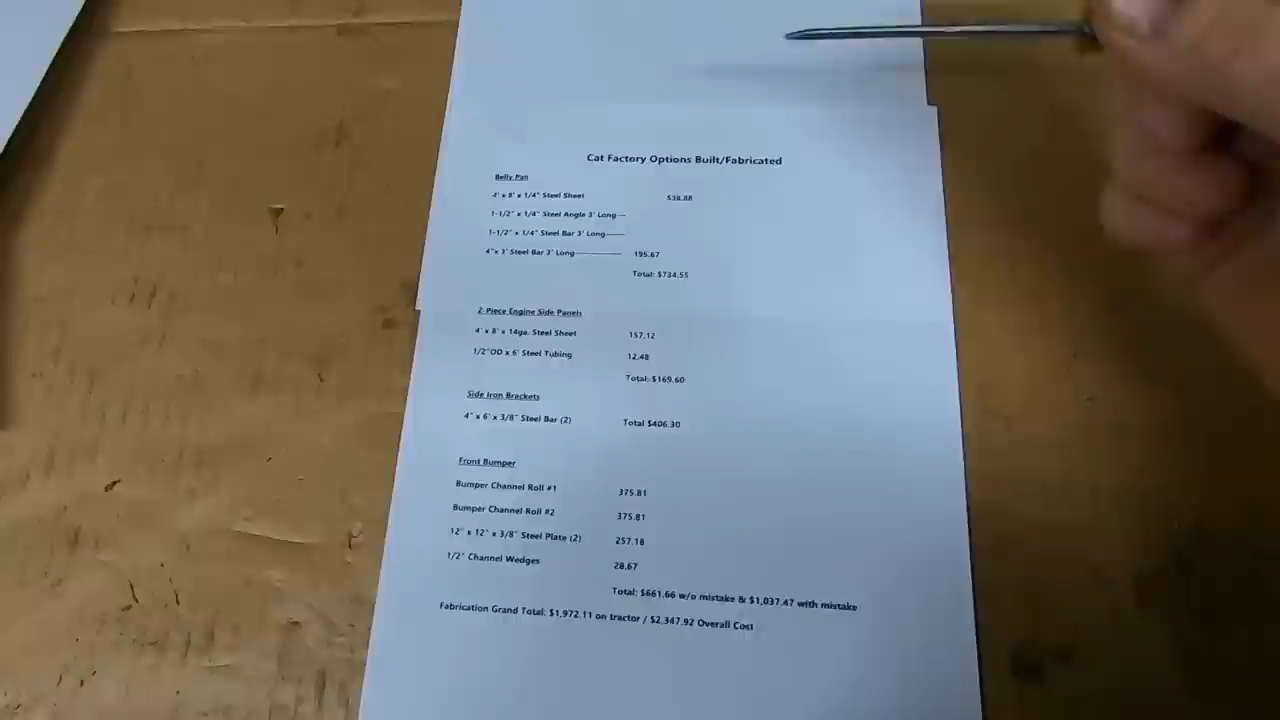 Cat Factory Options Built/Fabricated
Belly Pan
4' x 8' x 1/4" Steel Sheet 538.88
1-1/2" x 1/4" Steel Angle 3' Long---
1-1/2" x 1/4" Steel Bar 3' Long-----
4"x 3' Steel Bar 3' Long------------- 195.67
Total: $734.55
2-Piece Engine Side Panels
4' x 8' x 14ga. Steel Sheet 157.12
1/2"OD x 6' Steel Tubing 12.48
Total: $169.60
Side Iron Brackets
4" x 6' x 3/8" Steel Bar (2) Total $406.30
Front Bumper
Bumper Channel Roll #1 375.81
Bumper Channel Roll #2 375.81
12" x 12" x 3/8" Steel Plate (2) 257.18
1/2" Channel Wedges 28.67
Total: $661.66 w/o mistake & $1,037.47 with mistake
Fabrication Grand Total: $1,972.11 on tractor / $2,347.92 Overall Cost